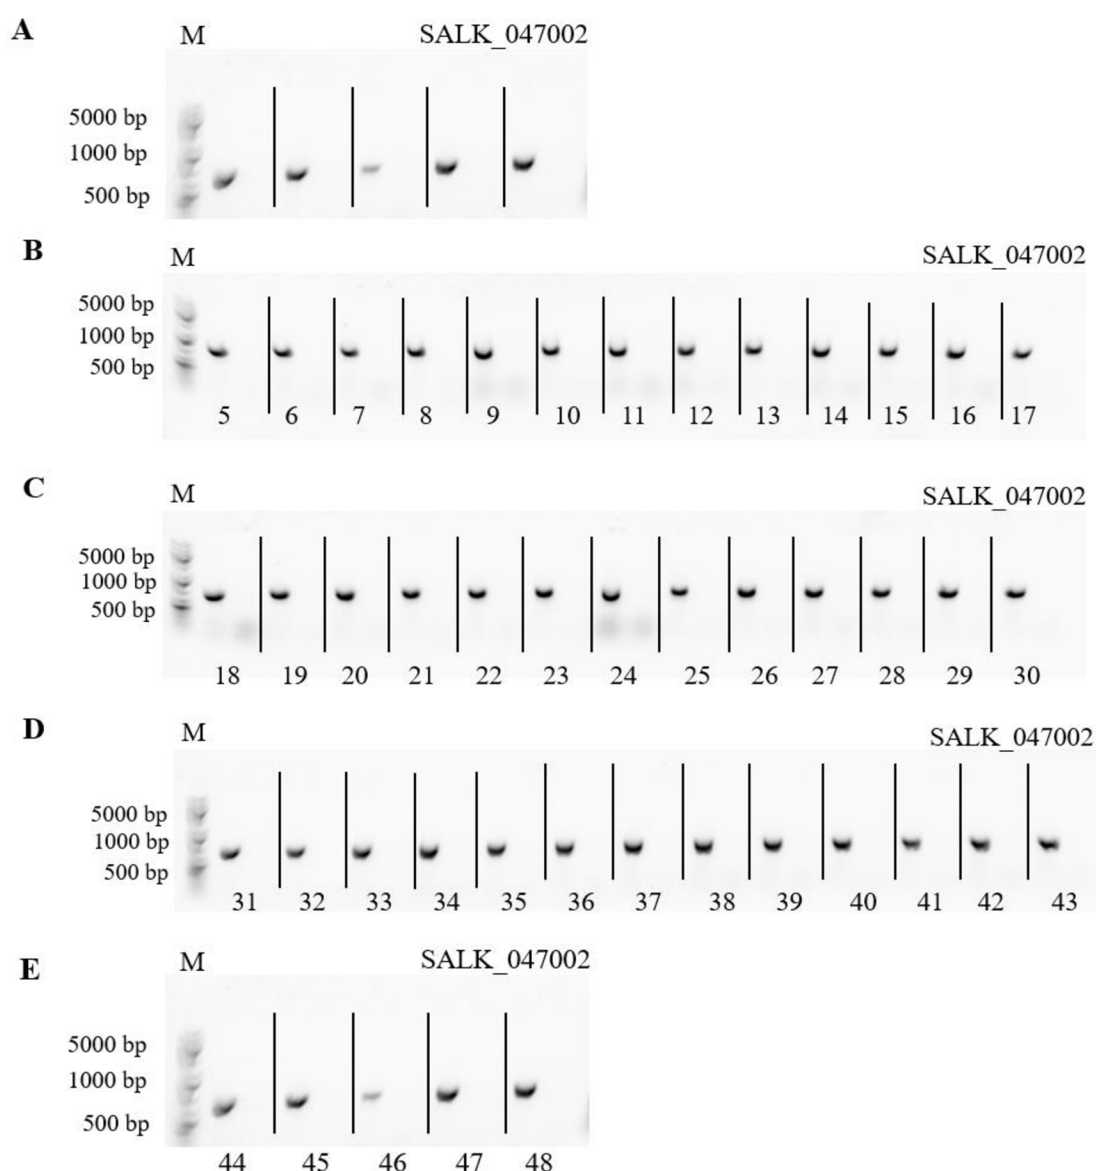 A
M SALK_047002
5000 bp
1000 bp
500 bp
B
M SALK_047002
5000 bp
1000 bp
500 bp
5 6 7 8 9 10 11 12 13 14 15 16 17
C
M SALK_047002
5000 bp
1000 bp
500 bp
18 19 20 21 22 23 24 25 26 27 28 29 30
D
M SALK_047002
5000 bp
1000 bp
500 bp
31 32 33 34 35 36 37 38 39 40 41 42 43
E
M SALK_047002
5000 bp
1000 bp
500 bp
44 45 46 47 48